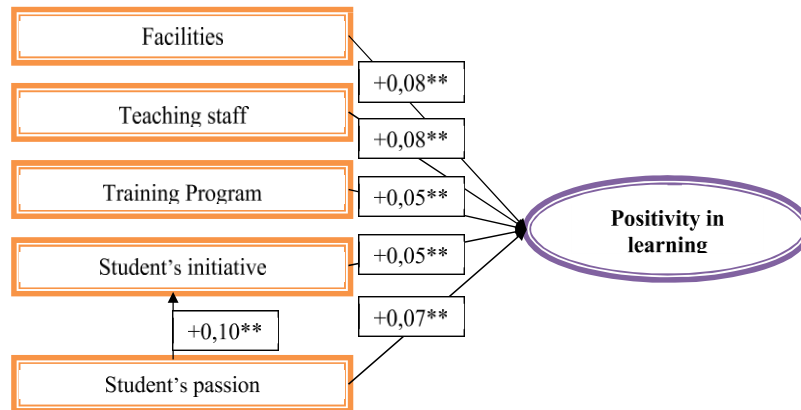 Facilities
+0,08**
Teaching staff
+0,08**
Training Program
+0,05**
Positivity in
learning
Student's initiative
+0,05**
+0,10**
+0,07**
Student's passion